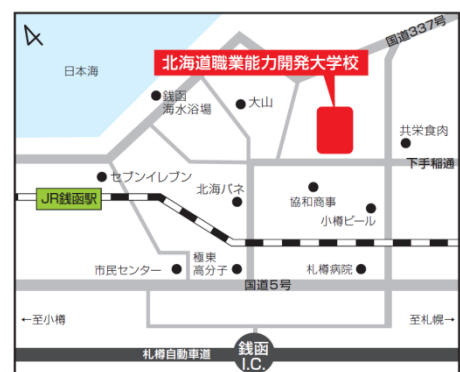 国道337号
日本海
北海道職業能力開発大学校
銭函
海水浴場
大山
共栄食肉
下手稲通
セブンイレブン
JR銭函駅
北海バネ
協和商事
小樽ビール
市民センター
極東
高分子
札樽病院
国道5号
←至小樽
至札幌→
札樽自動車道
銭函
I.C.